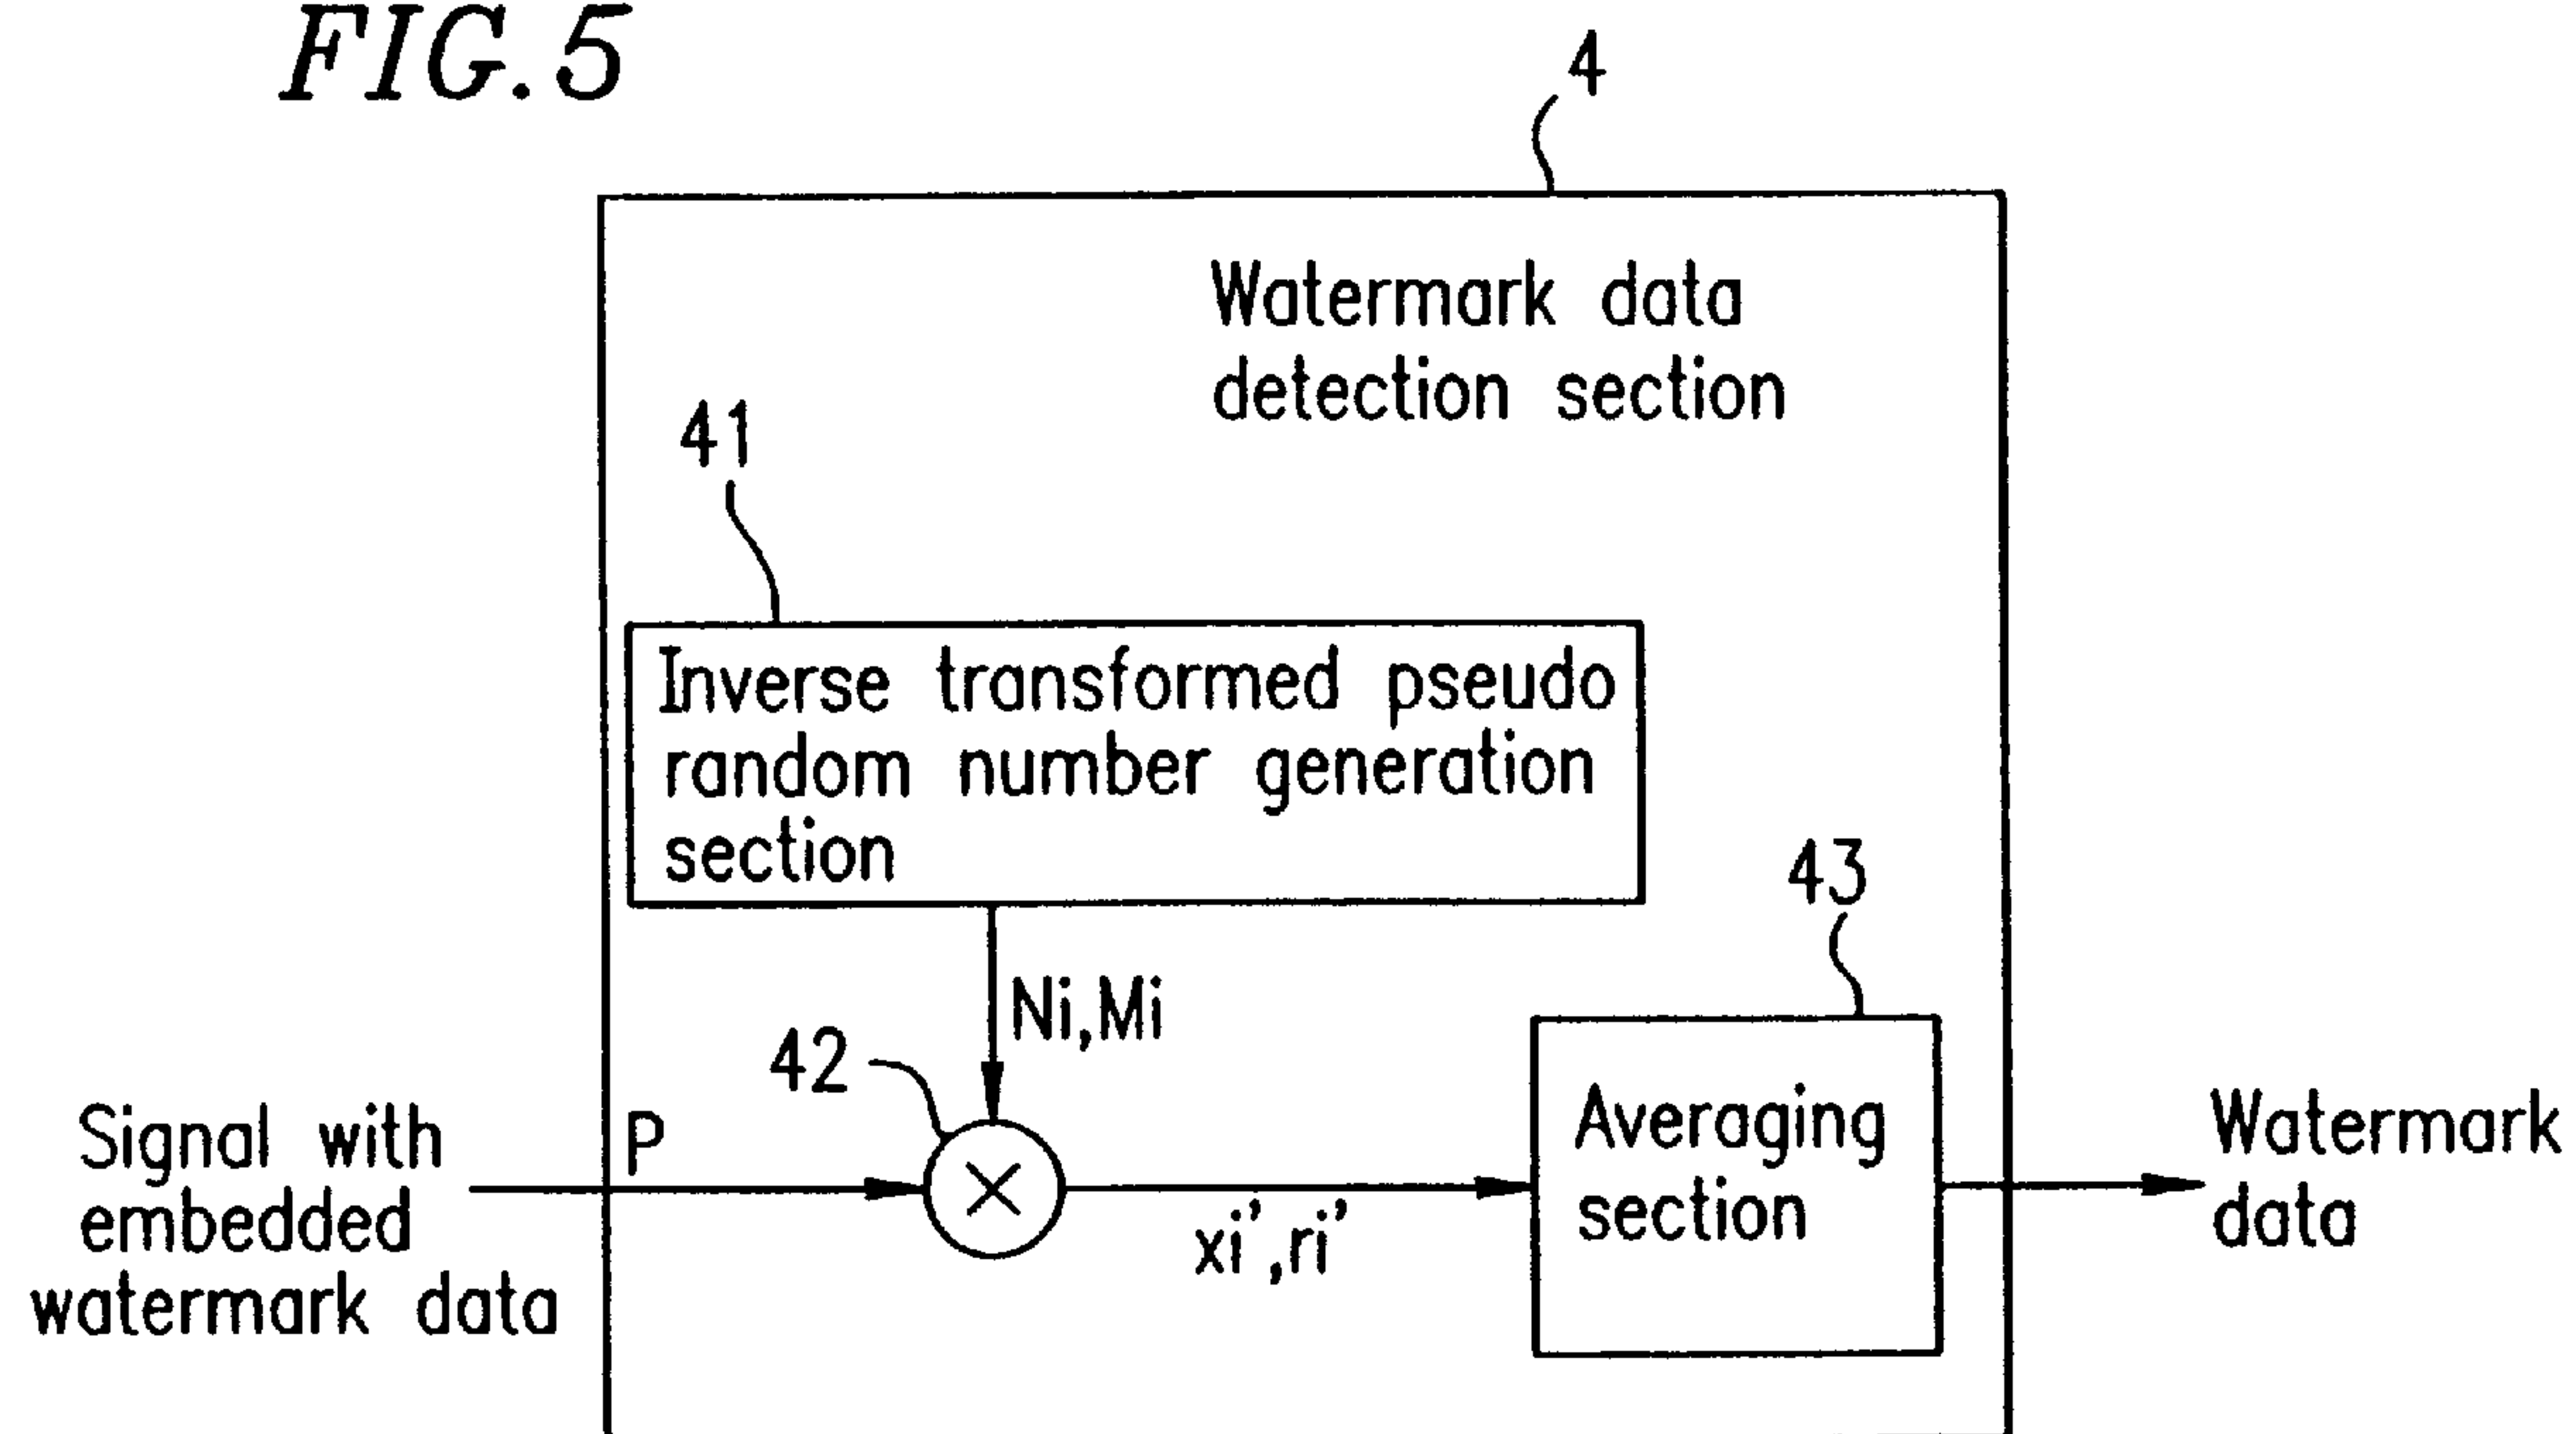 FIG.5
4
Watermark data
detection section
41
Inverse transformed pseudo
random number generation
section
43
Ni,Mi
42
P
Signal with
embedded
watermark data
xi’,ri’
Averaging
section
Watermark
data